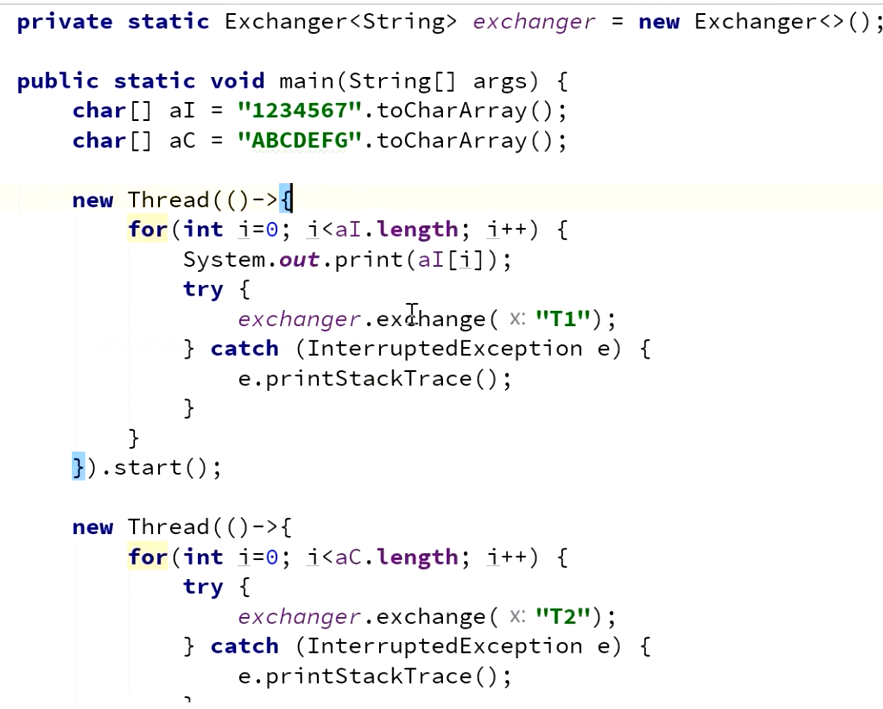 private static Exchanger<String> exchanger = new Exchanger<>();
public static void main(String[] args) {
char[] aI = "1234567".toCharArray();
char[] aC = "ABCDEFG".toCharArray();
new Thread(()->{
for(int i=0; i<aI.length; i++) {
System.out.print(aI[i]);
try {
exchanger.exchange( x: "T1");
} catch (InterruptedException e) {
e.printStackTrace();
}
}
}).start();
new Thread(()->{
for(int i=0; i<aC.length; i++) {
try {
exchanger.exchange( x: "T2");
} catch (InterruptedException e) {
e.printStackTrace();
}